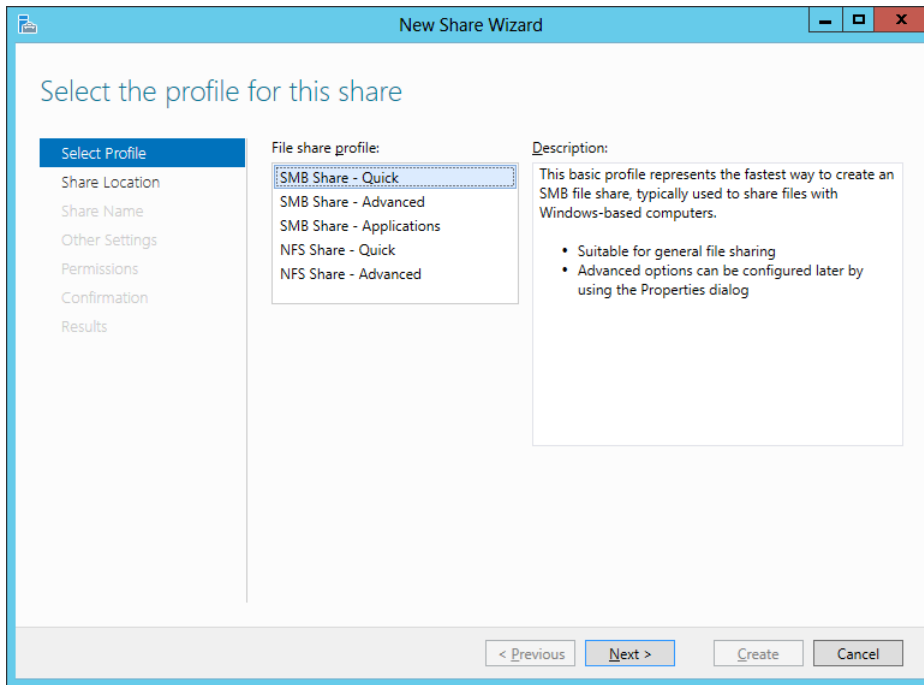 New Share Wizard
Select the profile for this share
Select Profile
Share Location
Share Name
Other Settings
Permissions
Confirmation
Results
File share profile:
SMB Share - Quick
SMB Share - Advanced
SMB Share - Applications
NFS Share - Quick
NFS Share - Advanced
Description:
This basic profile represents the fastest way to create an
SMB file share, typically used to share files with
Windows-based computers.
• Suitable for general file sharing
• Advanced options can be configured later by
using the Properties dialog
< Previous
Next >
Create
Cancel